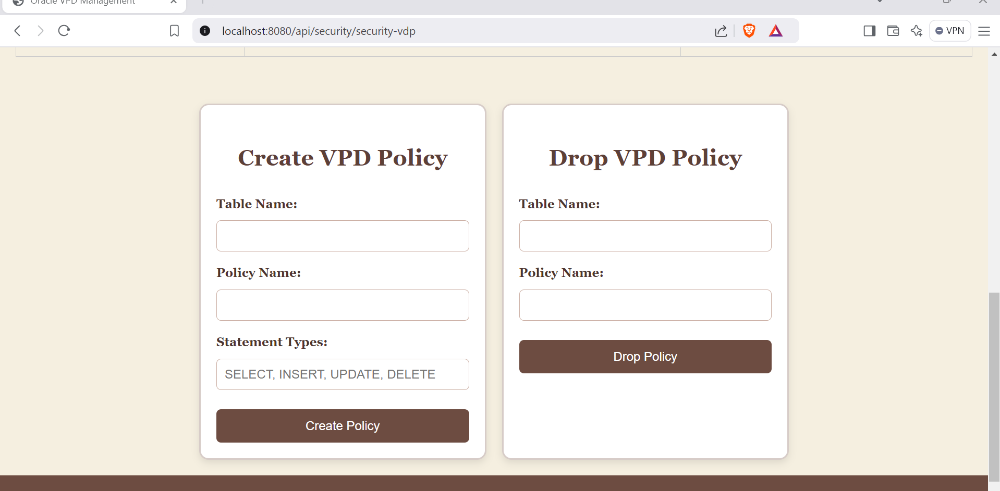 Oracle VPD Management
localhost:8080/api/security/security-vdp
VPN
Create VPD Policy
Table Name:
Policy Name:
Statement Types:
SELECT, INSERT, UPDATE, DELETE
Create Policy
Drop VPD Policy
Table Name:
Policy Name:
Drop Policy